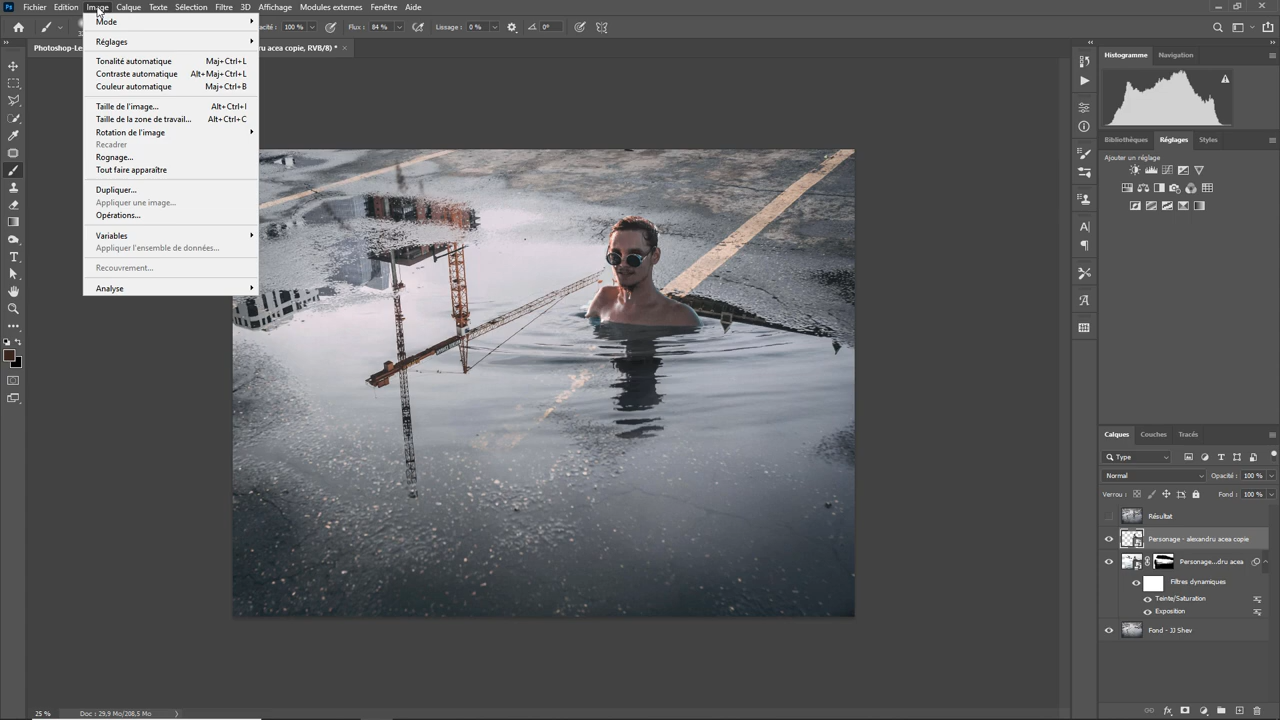 Ps Fichier Edition Image Calque Texte Sélection Filtre 3D Affichage Modules externes Fenêtre Aide
100 % Flux : 84 % Lissage : 0 % 0°
Photoshop-Le ru acea copie, RVB/8) * ×
Mode
Réglages
Tonalité automatique Maj+Ctrl+L
Contraste automatique Alt+Maj+Ctrl+L
Couleur automatique Maj+Ctrl+B
Taille de l'image... Alt+Ctrl+I
Taille de la zone de travail... Alt+Ctrl+C
Rotation de l'image
Recadrer
Rognage...
Tout faire apparaître
Dupliquer...
Appliquer une image...
Opérations...
Variables
Appliquer l'ensemble de données...
Recouvrement...
Analyse
Histogramme Navigation
Bibliothèques Réglages Styles
Ajouter un réglage
Calques Couches Tracés
Type
Normal Opacité : 100 %
Verrou : Fond : 100 %
Résultat
Personage - alexandru acea copie
Personage...dru acea
Filtres dynamiques
Teinte/Saturation
Exposition
Fond - JJ Shev
25 % Doc : 29,9 Mo/208,5 Mo